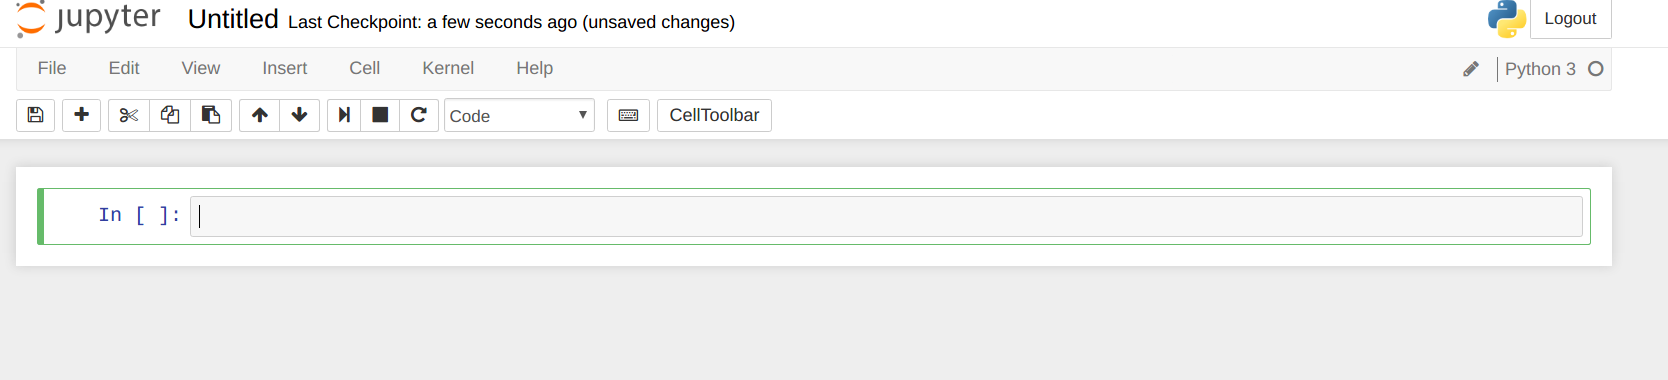 jupyter Untitled Last Checkpoint: a few seconds ago (unsaved changes) Logout
File Edit View Insert Cell Kernel Help Python 3
Code CellToolbar
In [ ]: